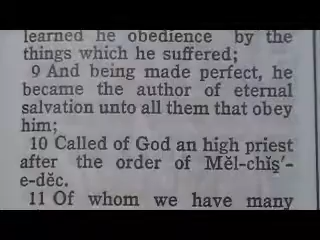 learned he obedience by the
things which he suffered;
9 And being made perfect, he
became the author of eternal
salvation unto all them that obey
him;
10 Called of God an high priest
after the order of Mĕl-chĭṣ′-
e-dĕc.
11 Of whom we have many